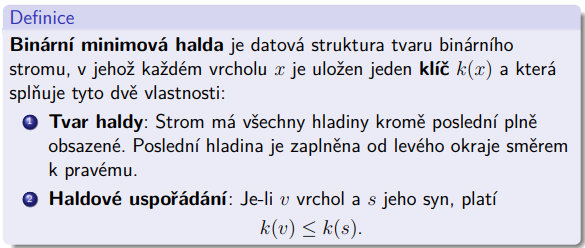 Definice
Binární minimová halda je datová struktura tvaru binárního
stromu, v jehož každém vrcholu x je uložen jeden klíč k(x) a která
splňuje tyto dvě vlastnosti:
1 Tvar haldy: Strom má všechny hladiny kromě poslední plně
obsazené. Poslední hladina je zaplněna od levého okraje směrem
k pravému.
2 Haldové uspořádání: Je-li v vrchol a s jeho syn, platí
k(v) ≤ k(s).